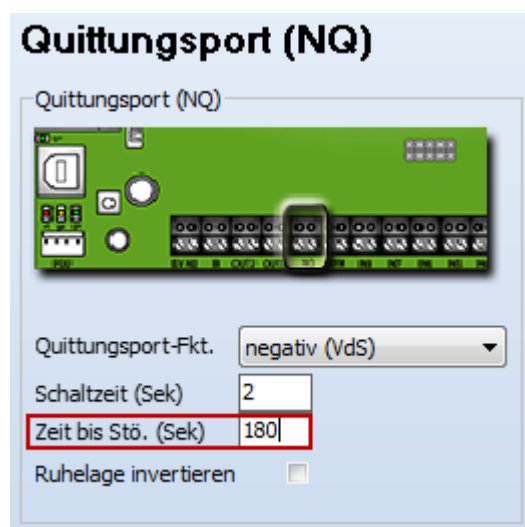 Quittungsport (NQ)
Quittungsport (NQ)
Quittungsport-Fkt. negativ (VdS)
Schaltzeit (Sek) 2
Zeit bis Stö. (Sek) 180
Ruhelage invertieren